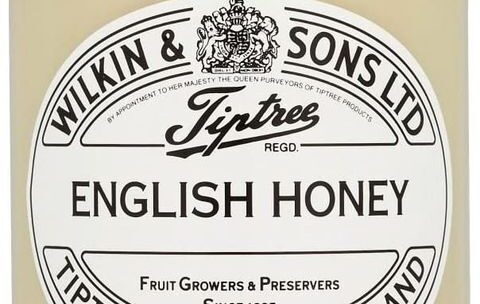 WILKIN & SONS LTD
BY APPOINTMENT TO HER MAJESTY THE QUEEN PURVEYORS OF TIPTREE PRODUCTS
Tiptree
REGD.
ENGLISH HONEY
FRUIT GROWERS & PRESERVERS
SINCE